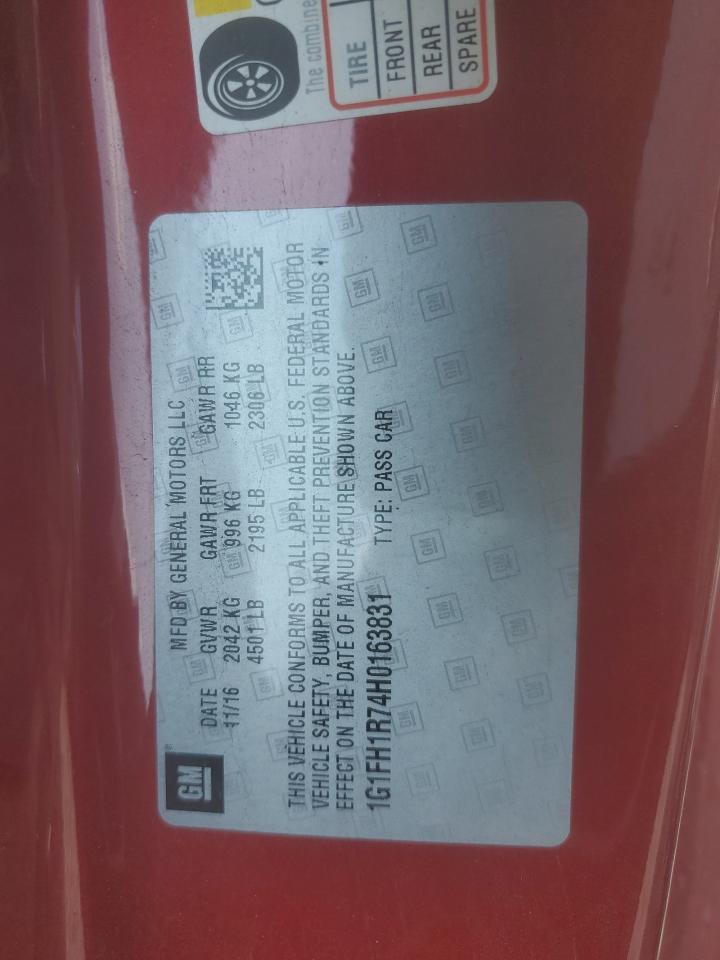 The combine
TIRE
FRONT
REAR
SPARE
GM
MFD BY GENERAL MOTORS LLC
DATE GVWR GAWR FRT GAWR RR
11/16 2042 KG 996 KG 1046 KG
4501 LB 2195 LB 2306 LB
THIS VEHICLE CONFORMS TO ALL APPLICABLE U.S. FEDERAL MOTOR
VEHICLE SAFETY, BUMPER, AND THEFT PREVENTION STANDARDS IN
EFFECT ON THE DATE OF MANUFACTURE SHOWN ABOVE.
1G1FH1R74H0163831 TYPE: PASS CAR